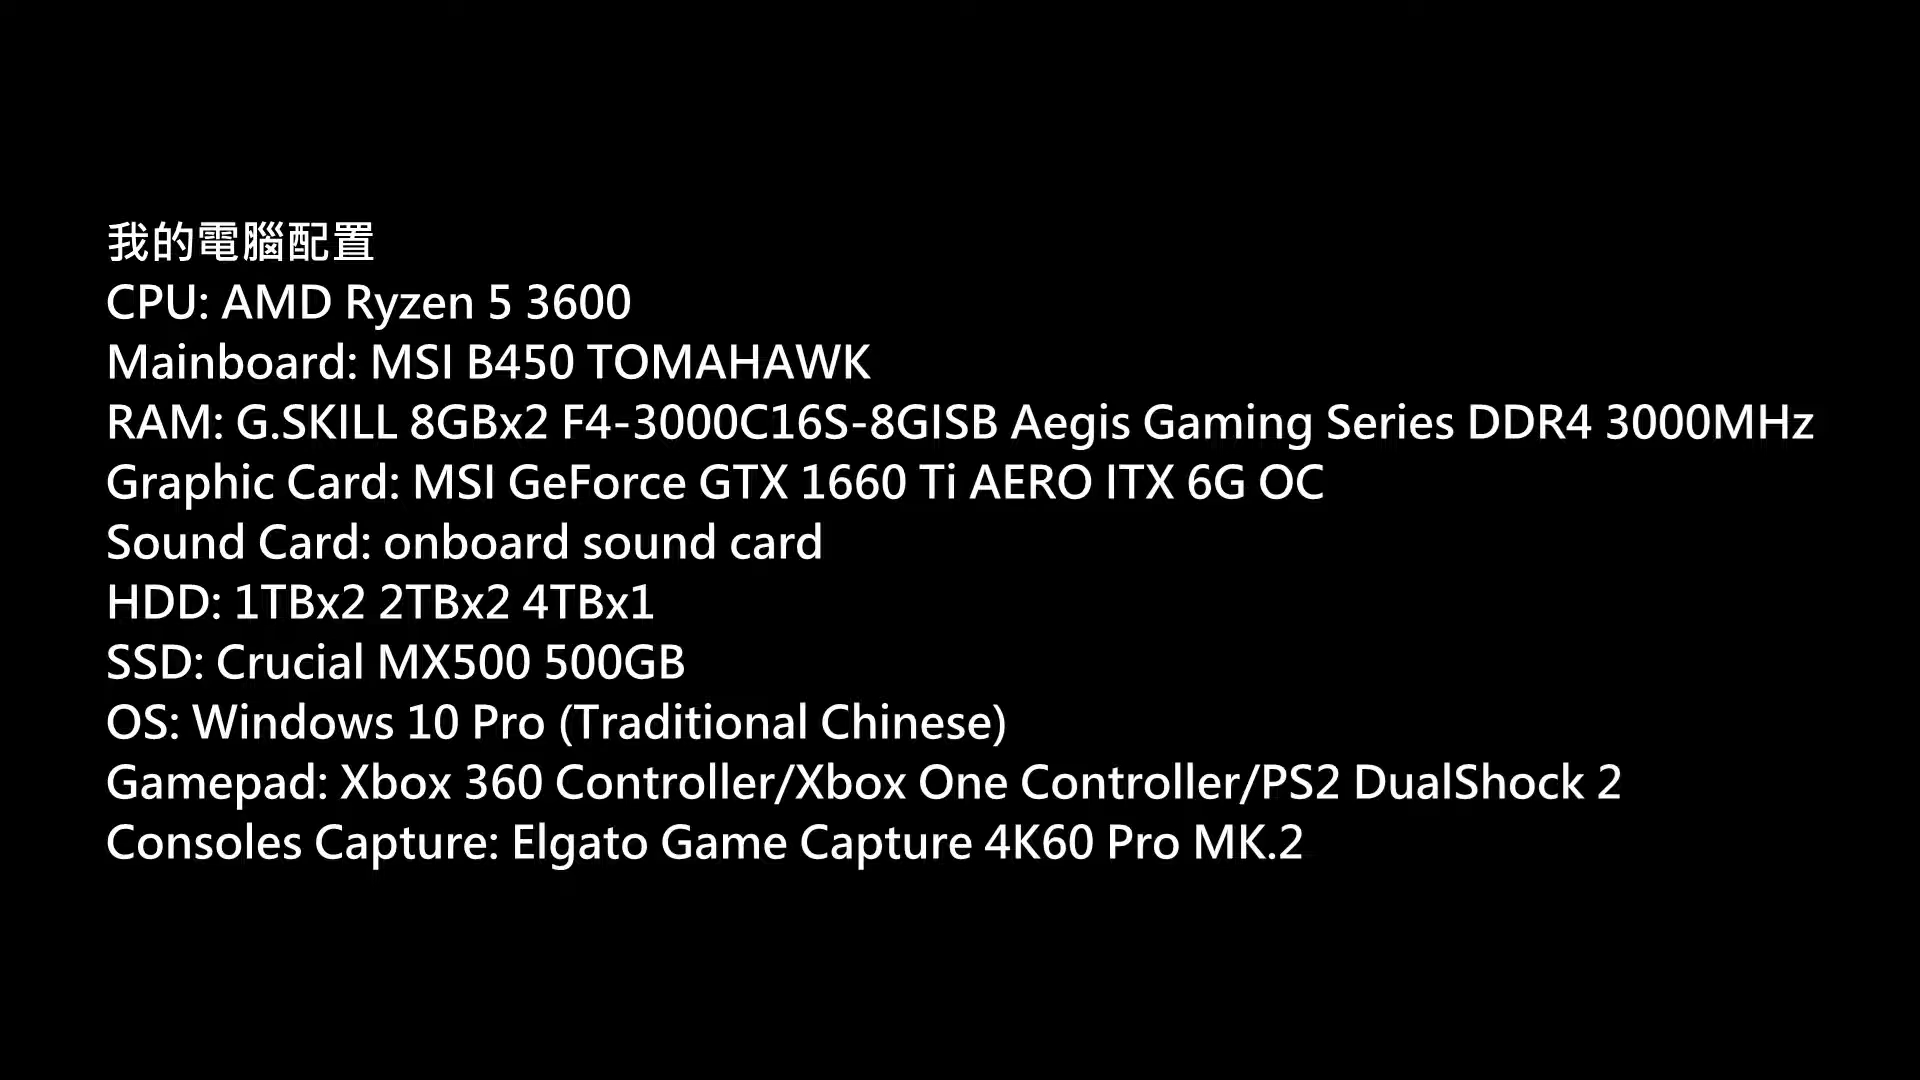 我的電腦配置
CPU: AMD Ryzen 5 3600
Mainboard: MSI B450 TOMAHAWK
RAM: G.SKILL 8GBx2 F4-3000C16S-8GISB Aegis Gaming Series DDR4 3000MHz
Graphic Card: MSI GeForce GTX 1660 Ti AERO ITX 6G OC
Sound Card: onboard sound card
HDD: 1TBx2 2TBx2 4TBx1
SSD: Crucial MX500 500GB
OS: Windows 10 Pro (Traditional Chinese)
Gamepad: Xbox 360 Controller/Xbox One Controller/PS2 DualShock 2
Consoles Capture: Elgato Game Capture 4K60 Pro MK.2